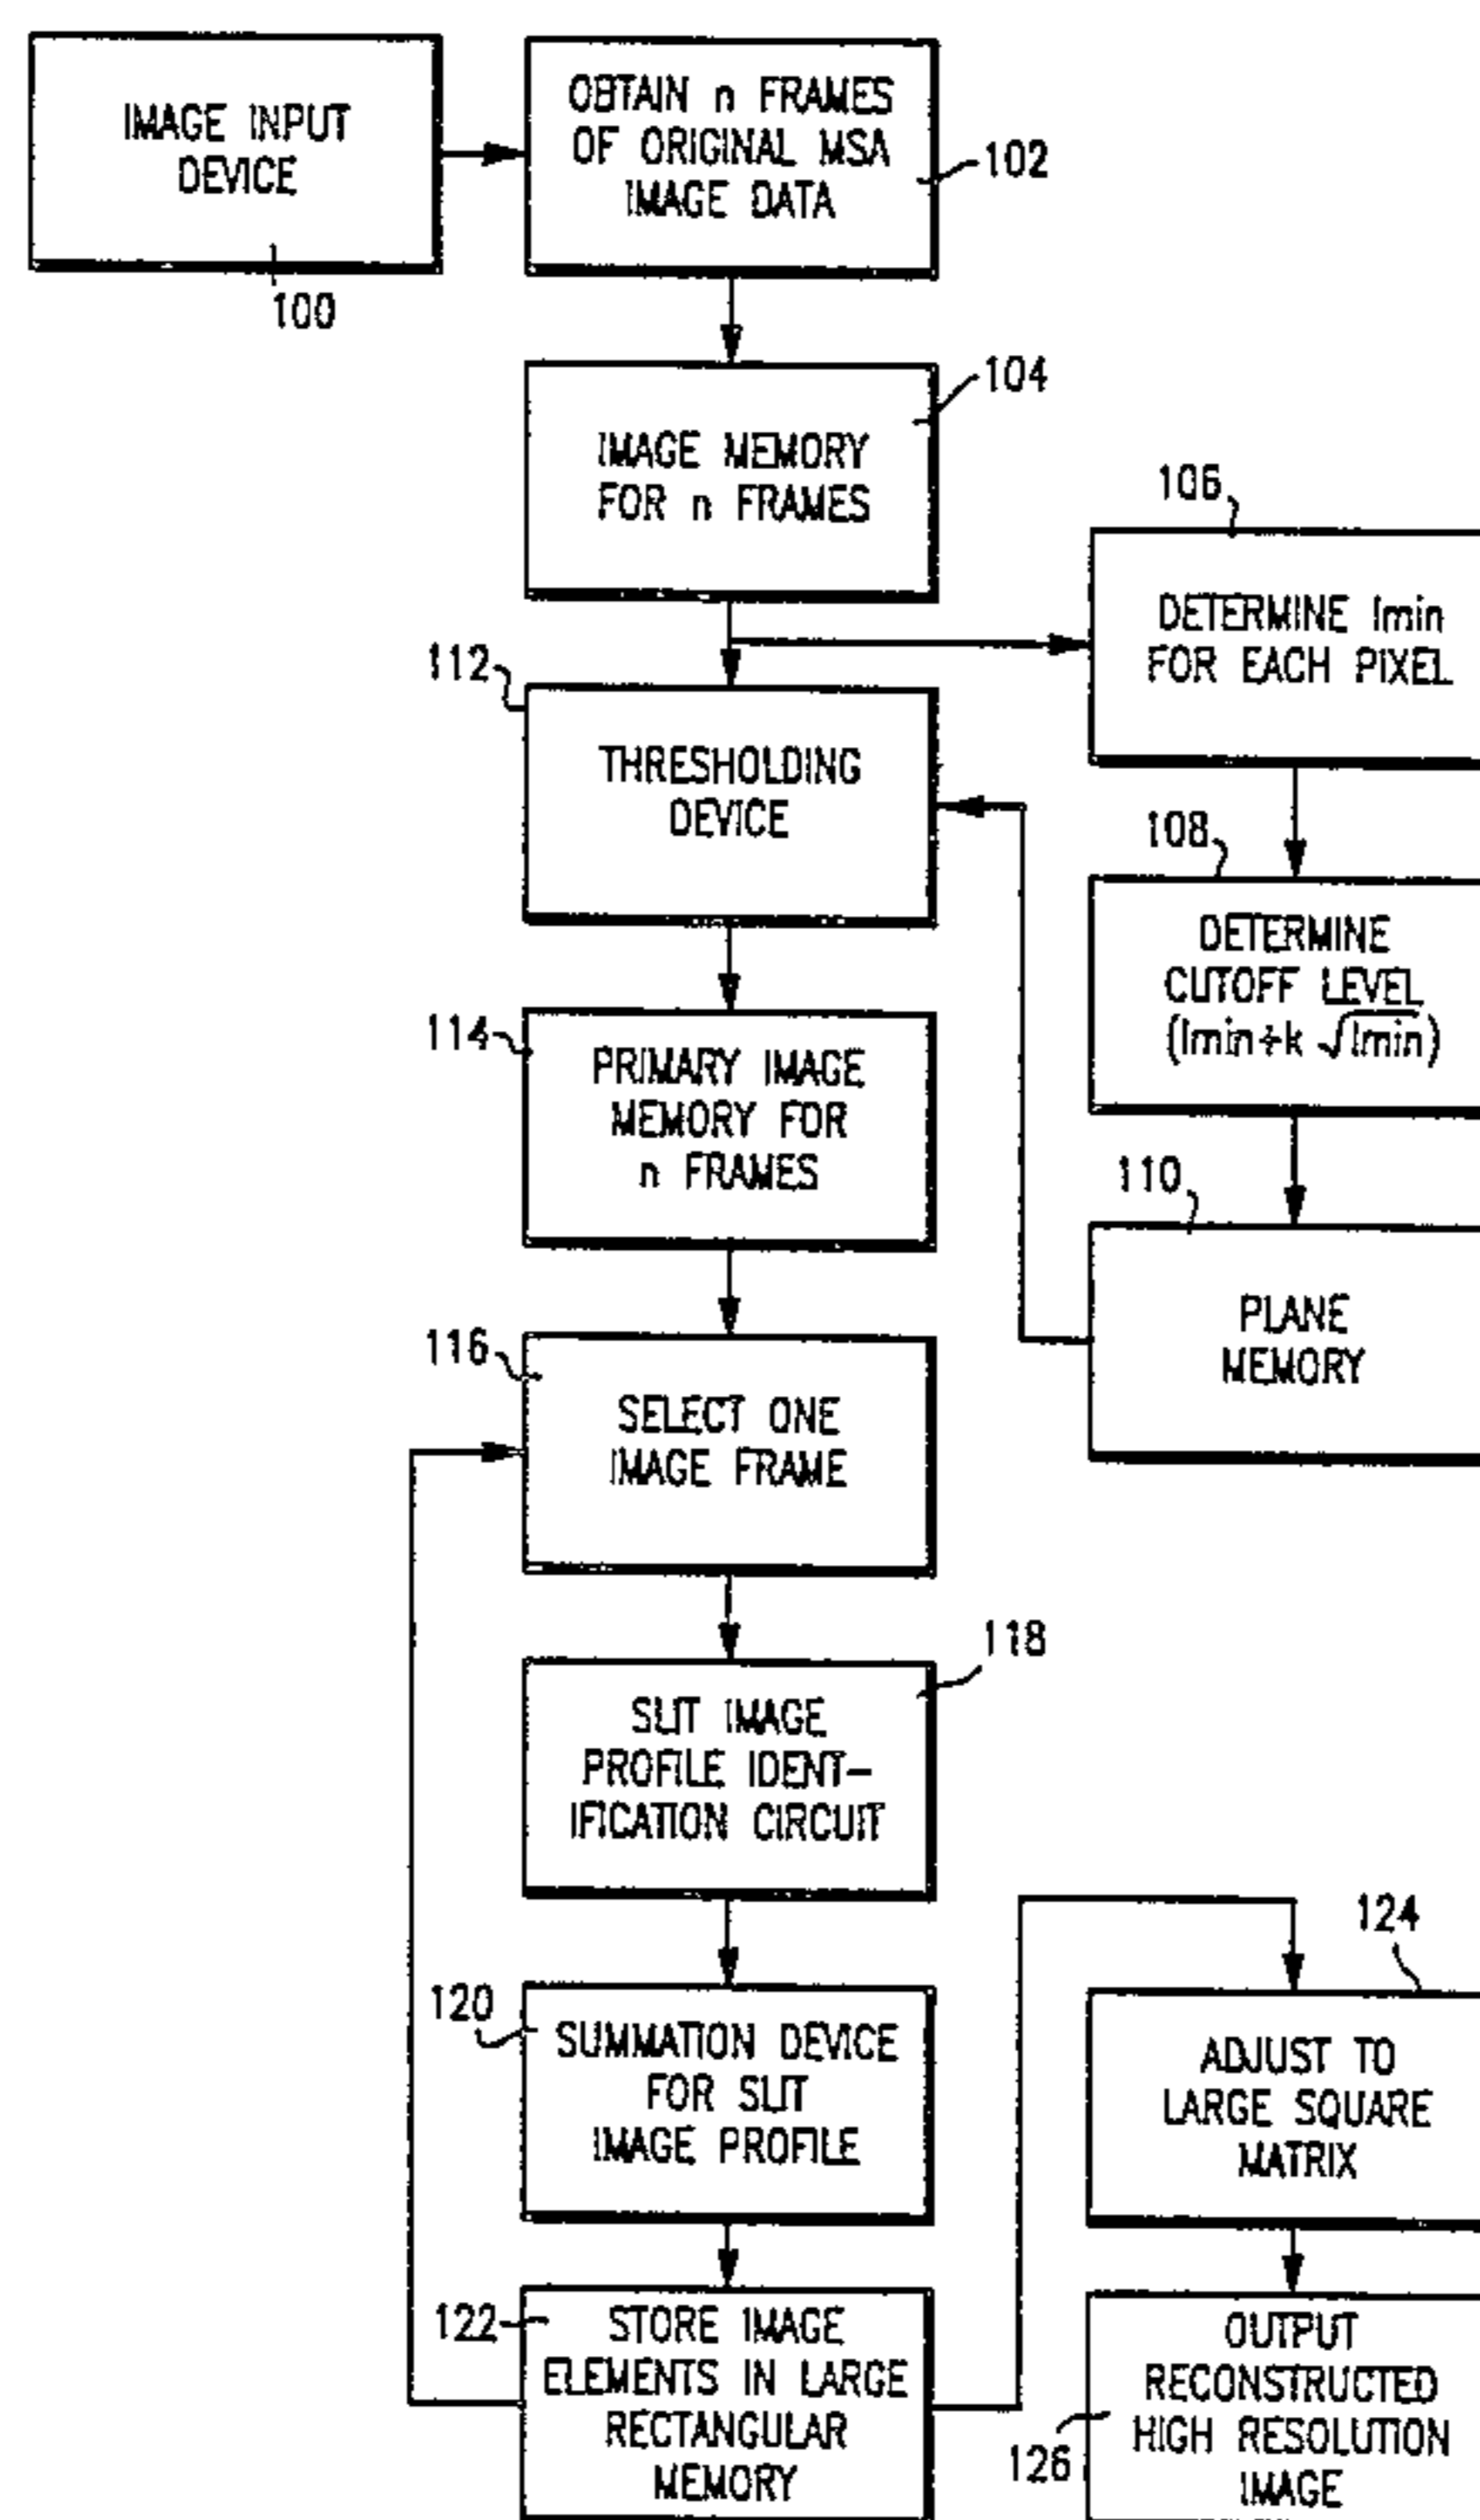 IMAGE INPUT
DEVICE
100
OBTAIN n FRAMES
OF ORIGINAL MSA
IMAGE DATA
102
IMAGE MEMORY
FOR n FRAMES
104
106
DETERMINE Imin
FOR EACH PIXEL
112
THRESHOLDING
DEVICE
108
DETERMINE
CUTOFF LEVEL
(Imin+k √Imin)
114
PRIMARY IMAGE
MEMORY FOR
n FRAMES
110
PLANE
MEMORY
116
SELECT ONE
IMAGE FRAME
118
SLIT IMAGE
PROFILE IDENT-
IFICATION CIRCUIT
120
SUMMATION DEVICE
FOR SLIT
IMAGE PROFILE
124
ADJUST TO
LARGE SQUARE
MATRIX
122
STORE IMAGE
ELEMENTS IN LARGE
RECTANGULAR
MEMORY
126
OUTPUT
RECONSTRUCTED
HIGH RESOLUTION
IMAGE